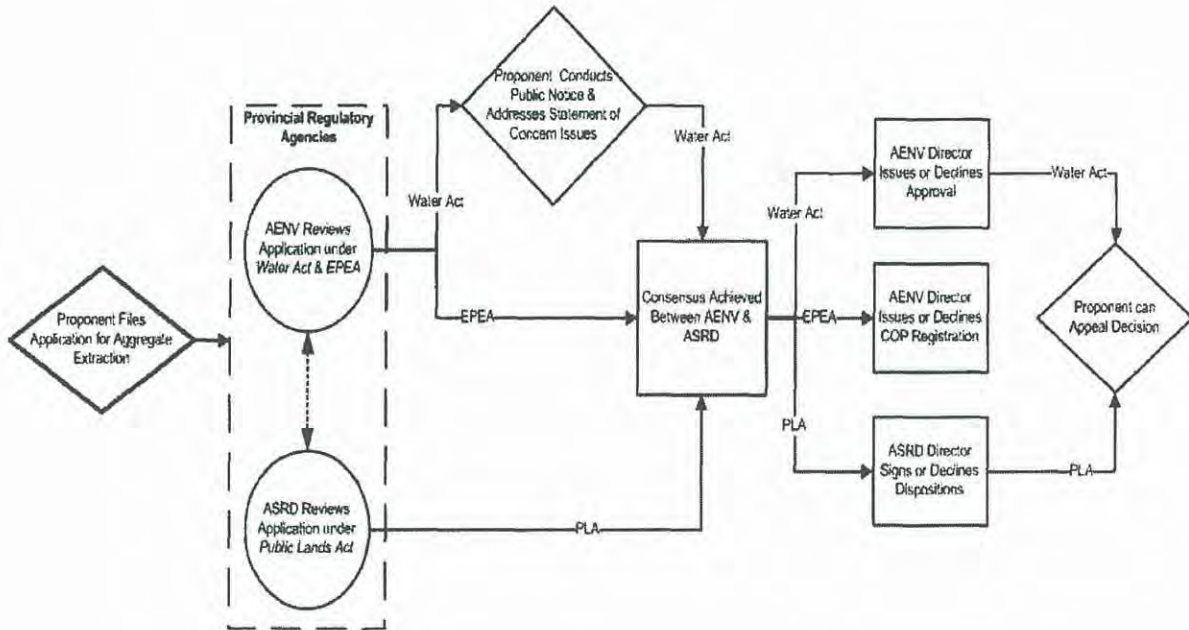 Proponent Files
Application for Aggregate
Extraction
Provincial Regulatory
Agencies
AENV Reviews
Application under
Water Act & EPEA
ASRD Reviews
Application under
Public Lands Act
Water Act
EPEA
PLA
Proponent Conducts
Public Notice &
Addresses Statement of
Concern Issues
Water Act
Consensus Achieved
Between AENV &
ASRD
Water Act
EPEA
PLA
AENV Director
Issues or Declines
Approval
AENV Director
Issues or Declines
COP Registration
ASRD Director
Signs or Declines
Dispositions
Water Act
PLA
Proponent can
Appeal Decision